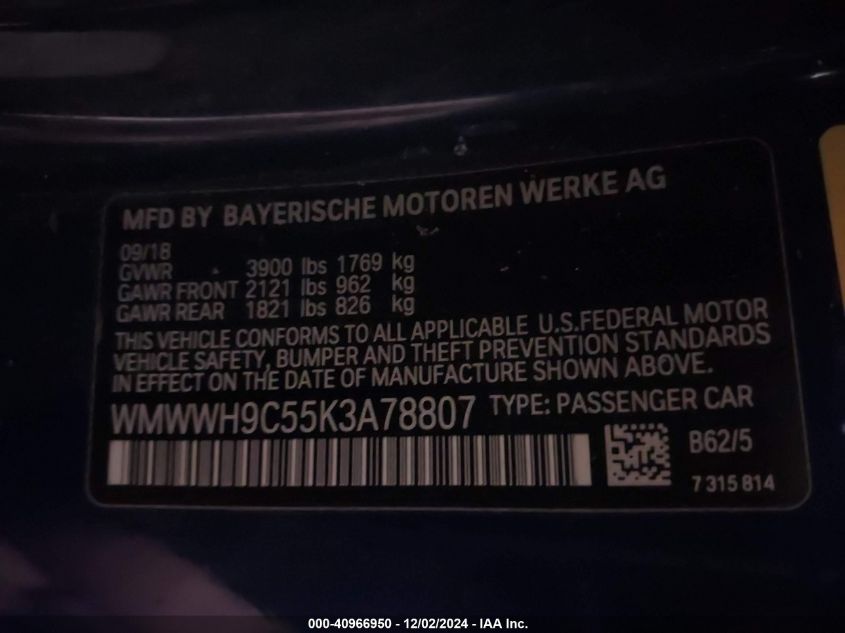 MFD BY BAYERISCHE MOTOREN WERKE AG
09/18
GVWR 3900 lbs 1769 kg
GAWR FRONT 2121 lbs 962 kg
GAWR REAR 1821 lbs 826 kg
THIS VEHICLE CONFORMS TO ALL APPLICABLE U.S.FEDERAL MOTOR
VEHICLE SAFETY, BUMPER AND THEFT PREVENTION STANDARDS
IN EFFECT ON THE DATE OF MANUFACTURE SHOWN ABOVE.
WMWWH9C55K3A78807 TYPE: PASSENGER CAR
B62/5
7 315 814
000-40966950 - 12/02/2024 - IAA Inc.